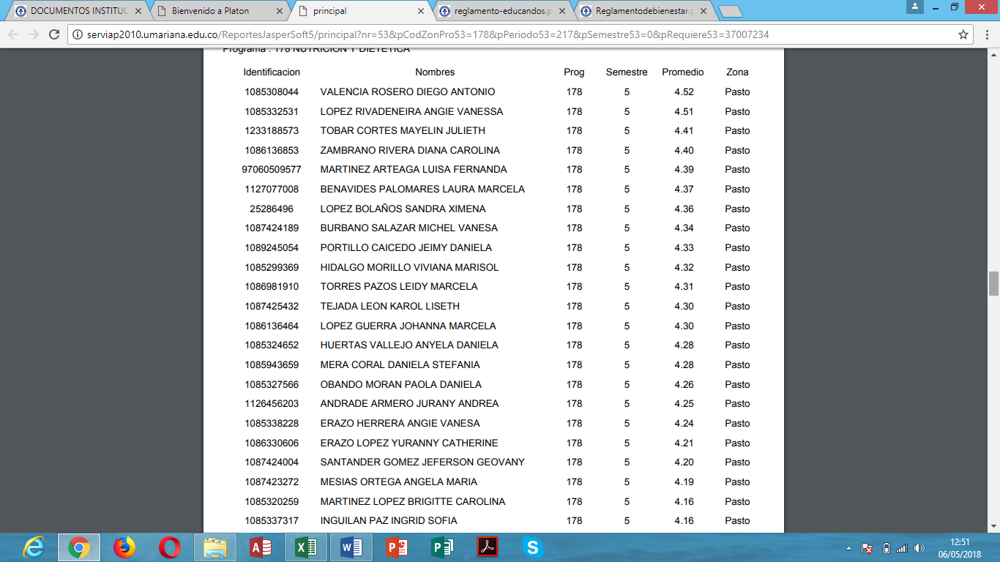 DOCUMENTOS INSTITUC
Bienvenido a Platon
principal
reglamento-educandos.p
Reglamentodebienestar.p
serviap2010.umariana.edu.co/ReportesJasperSoft5/principal?nr=53&pCodZonPro53=178&pPeriodo53=217&pSemestre53=0&pRequiere53=37007234
Programa : 178 NUTRICION Y DIETETICA
Identificacion Nombres Prog Semestre Promedio Zona
1085308044 VALENCIA ROSERO DIEGO ANTONIO 178 5 4.52 Pasto
1085332531 LOPEZ RIVADENEIRA ANGIE VANESSA 178 5 4.51 Pasto
1233188573 TOBAR CORTES MAYELIN JULIETH 178 5 4.41 Pasto
1086136853 ZAMBRANO RIVERA DIANA CAROLINA 178 5 4.40 Pasto
97060509577 MARTINEZ ARTEAGA LUISA FERNANDA 178 5 4.39 Pasto
1127077008 BENAVIDES PALOMARES LAURA MARCELA 178 5 4.37 Pasto
25286496 LOPEZ BOLAÑOS SANDRA XIMENA 178 5 4.36 Pasto
1087424189 BURBANO SALAZAR MICHEL VANESA 178 5 4.34 Pasto
1089245054 PORTILLO CAICEDO JEIMY DANIELA 178 5 4.33 Pasto
1085299369 HIDALGO MORILLO VIVIANA MARISOL 178 5 4.32 Pasto
1086981910 TORRES PAZOS LEIDY MARCELA 178 5 4.31 Pasto
1087425432 TEJADA LEON KAROL LISETH 178 5 4.30 Pasto
1086136464 LOPEZ GUERRA JOHANNA MARCELA 178 5 4.30 Pasto
1085324652 HUERTAS VALLEJO ANYELA DANIELA 178 5 4.28 Pasto
1085943659 MERA CORAL DANIELA STEFANIA 178 5 4.28 Pasto
1085327566 OBANDO MORAN PAOLA DANIELA 178 5 4.26 Pasto
1126456203 ANDRADE ARMERO JURANY ANDREA 178 5 4.25 Pasto
1085338228 ERAZO HERRERA ANGIE VANESA 178 5 4.24 Pasto
1086330606 ERAZO LOPEZ YURANNY CATHERINE 178 5 4.21 Pasto
1087424004 SANTANDER GOMEZ JEFERSON GEOVANY 178 5 4.20 Pasto
1087423272 MESIAS ORTEGA ANGELA MARIA 178 5 4.19 Pasto
1085320259 MARTINEZ LOPEZ BRIGITTE CAROLINA 178 5 4.16 Pasto
1085337317 INGUILAN PAZ INGRID SOFIA 178 5 4.16 Pasto
12:51
06/05/2018